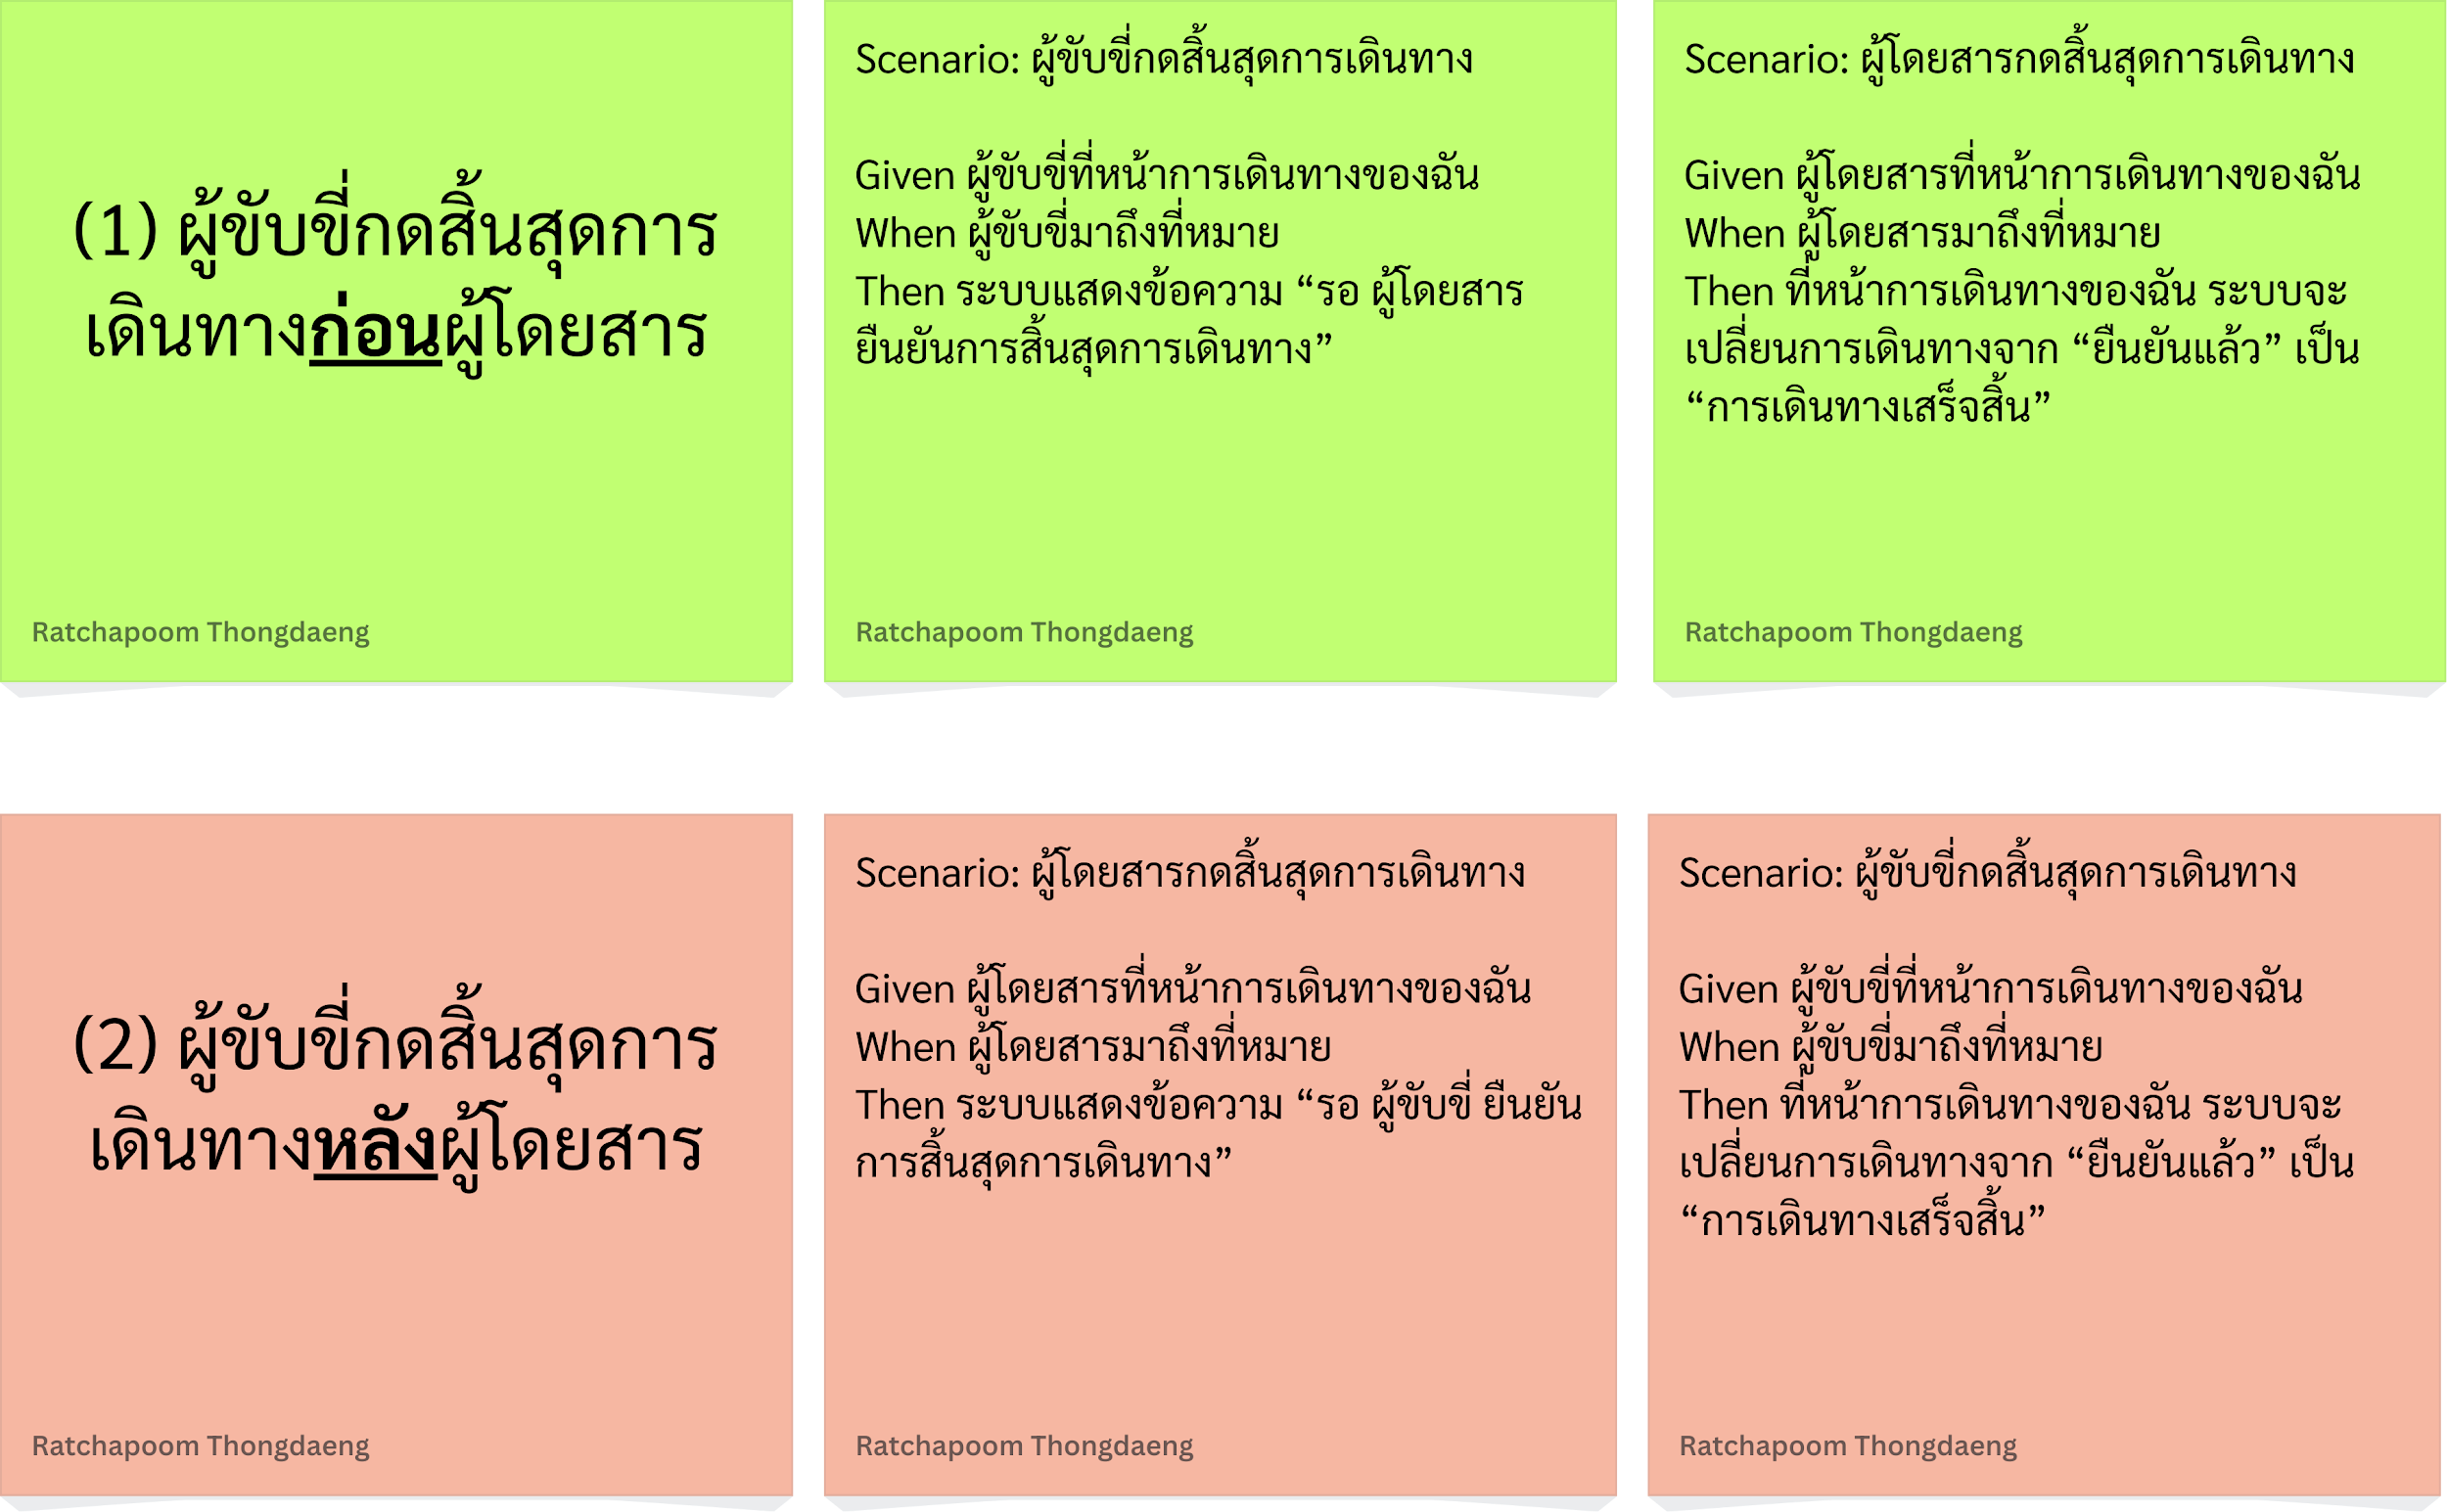 (1) ผู้ขับขี่กดสิ้นสุดการ
เดินทางก่อนผู้โดยสาร
Ratchapoom Thongdaeng
Scenario: ผู้ขับขี่กดสิ้นสุดการเดินทาง
Given ผู้ขับขี่ที่หน้าการเดินทางของฉัน
When ผู้ขับขี่มาถึงที่หมาย
Then ระบบแสดงข้อความ “รอ ผู้โดยสาร
ยืนยันการสิ้นสุดการเดินทาง”
Ratchapoom Thongdaeng
Scenario: ผู้โดยสารกดสิ้นสุดการเดินทาง
Given ผู้โดยสารที่หน้าการเดินทางของฉัน
When ผู้โดยสารมาถึงที่หมาย
Then ที่หน้าการเดินทางของฉัน ระบบจะ
เปลี่ยนการเดินทางจาก “ยืนยันแล้ว” เป็น
“การเดินทางเสร็จสิ้น”
Ratchapoom Thongdaeng
(2) ผู้ขับขี่กดสิ้นสุดการ
เดินทางหลังผู้โดยสาร
Ratchapoom Thongdaeng
Scenario: ผู้โดยสารกดสิ้นสุดการเดินทาง
Given ผู้โดยสารที่หน้าการเดินทางของฉัน
When ผู้โดยสารมาถึงที่หมาย
Then ระบบแสดงข้อความ “รอ ผู้ขับขี่ ยืนยัน
การสิ้นสุดการเดินทาง”
Ratchapoom Thongdaeng
Scenario: ผู้ขับขี่กดสิ้นสุดการเดินทาง
Given ผู้ขับขี่ที่หน้าการเดินทางของฉัน
When ผู้ขับขี่มาถึงที่หมาย
Then ที่หน้าการเดินทางของฉัน ระบบจะ
เปลี่ยนการเดินทางจาก “ยืนยันแล้ว” เป็น
“การเดินทางเสร็จสิ้น”
Ratchapoom Thongdaeng